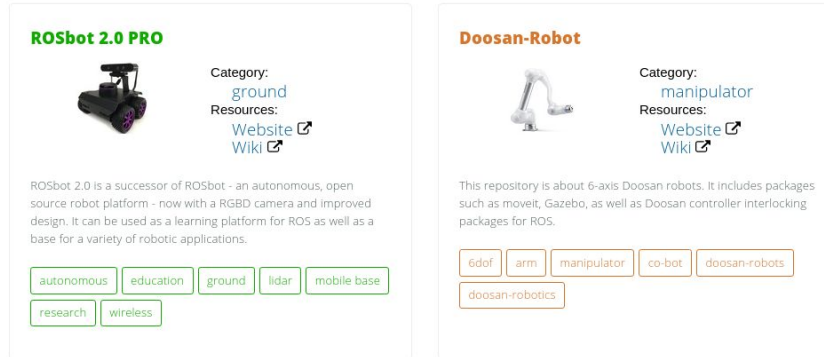 ROSbot 2.0 PRO
Category:
ground
Resources:
Website
Wiki
ROSbot 2.0 is a successor of ROSbot - an autonomous, open
source robot platform - now with a RGBD camera and improved
design. It can be used as a learning platform for ROS as well as a
base for a variety of robotic applications.
autonomous education ground lidar mobile base
research wireless
Doosan-Robot
Category:
manipulator
Resources:
Website
Wiki
This repository is about 6-axis Doosan robots. It includes packages
such as moveit, Gazebo, as well as Doosan controller interlocking
packages for ROS.
6dof arm manipulator co-bot doosan-robots
doosan-robotics